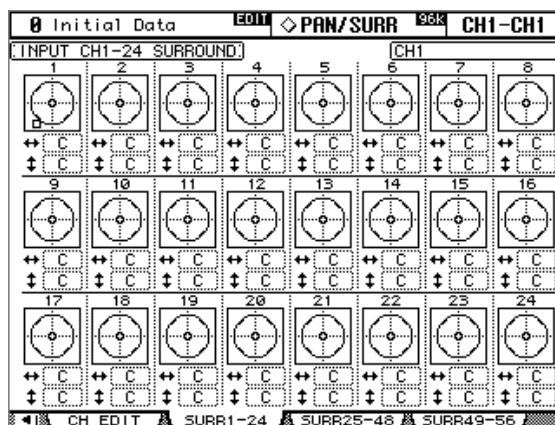 0 Initial Data EDIT ◇PAN/SURR 96k CH1-CH1
INPUT CH1-24 SURROUND CH1
1 2 3 4 5 6 7 8
↔ C ↔ C ↔ C ↔ C ↔ C ↔ C ↔ C ↔ C
↕ C ↕ C ↕ C ↕ C ↕ C ↕ C ↕ C ↕ C
9 10 11 12 13 14 15 16
↔ C ↔ C ↔ C ↔ C ↔ C ↔ C ↔ C ↔ C
↕ C ↕ C ↕ C ↕ C ↕ C ↕ C ↕ C ↕ C
17 18 19 20 21 22 23 24
↔ C ↔ C ↔ C ↔ C ↔ C ↔ C ↔ C ↔ C
↕ C ↕ C ↕ C ↕ C ↕ C ↕ C ↕ C ↕ C
CH EDIT SURR1-24 SURR25-48 SURR49-56